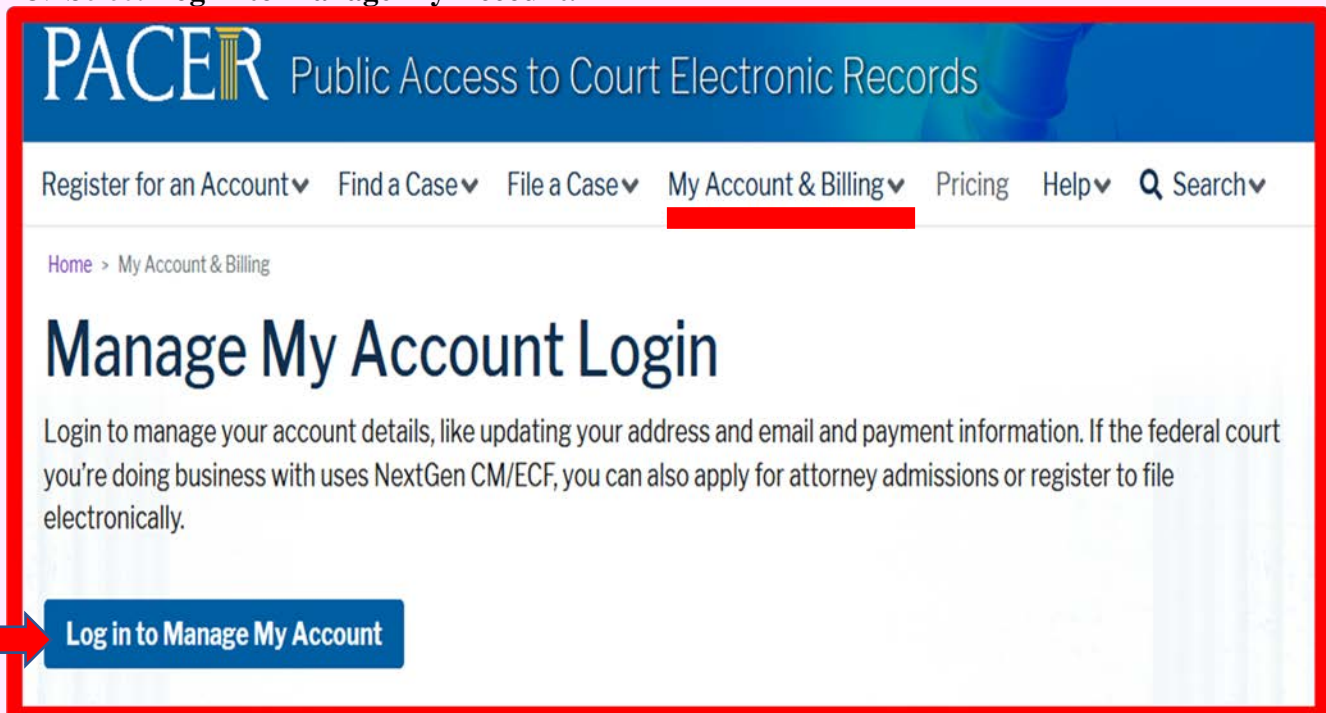 PACER Public Access to Court Electronic Records
Register for an Account Find a Case File a Case My Account & Billing Pricing Help Search
Home > My Account & Billing
Manage My Account Login
Login to manage your account details, like updating your address and email and payment information. If the federal court
you're doing business with uses NextGen CM/ECF, you can also apply for attorney admissions or register to file
electronically.
Log in to Manage My Account